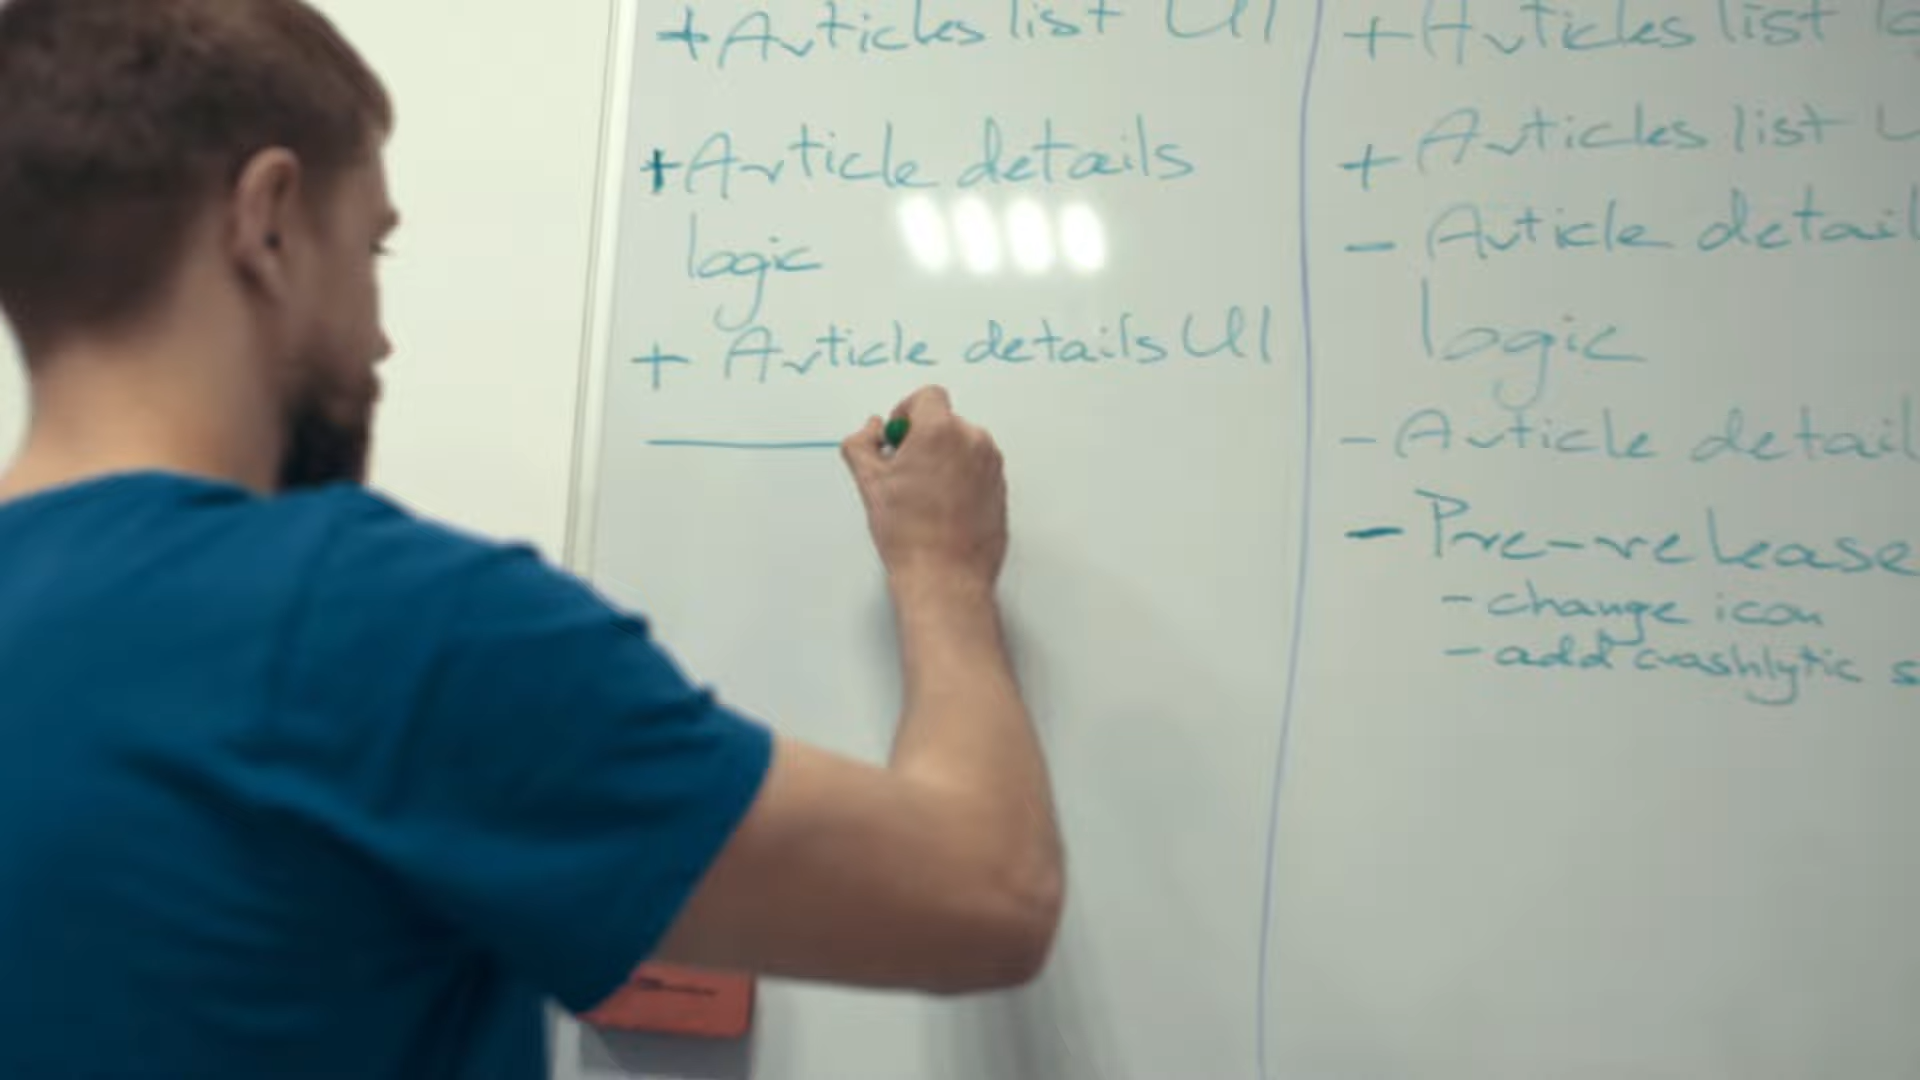 + Articles list UI
+ Article details
logic
+ Article details UI
+ Articles list
+ Articles list
- Article detail
logic
- Article detail
- Pre-release
- change icon
- add crashlytic s